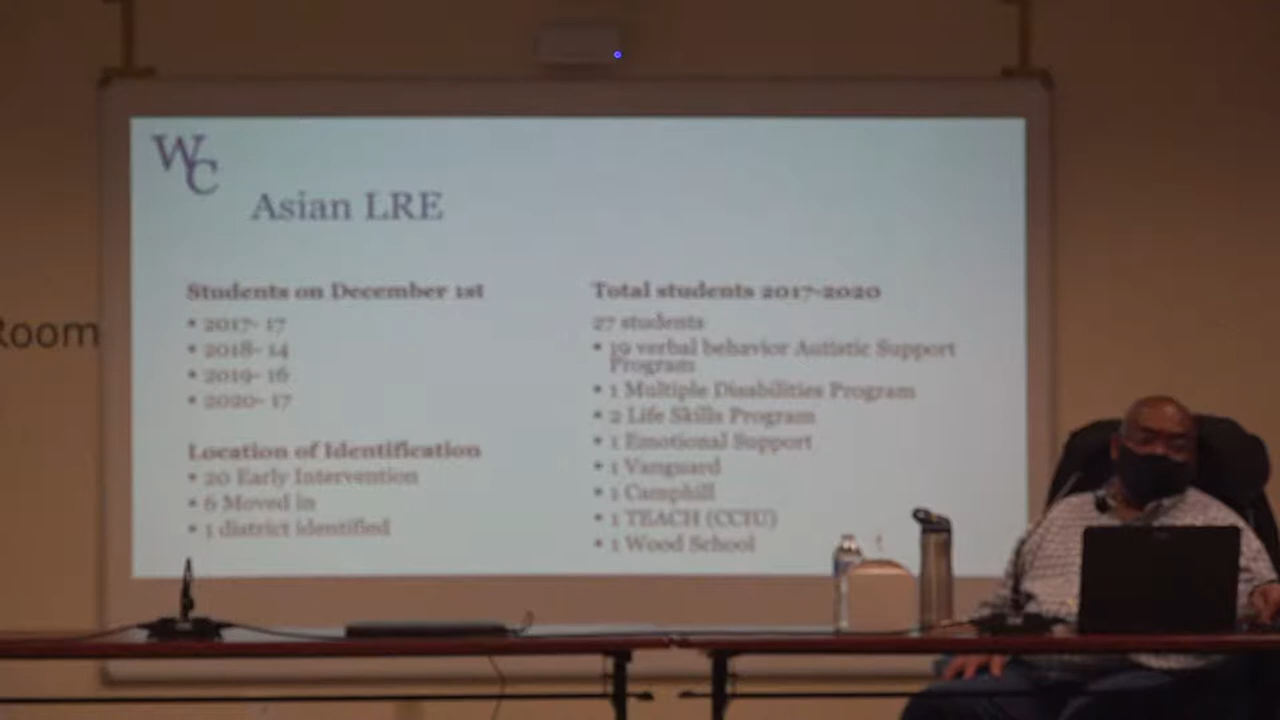 WC
Asian LRE
Students on December 1st
• 2017- 17
• 2018- 14
• 2019- 16
• 2020- 17
Location of Identification
• 20 Early Intervention
• 6 Moved in
• 1 district identified
Total students 2017-2020
27 students
• 19 verbal behavior Autistic Support
Program
• 1 Multiple Disabilities Program
• 2 Life Skills Program
• 1 Emotional Support
• 1 Vanguard
• 1 Camphill
• 1 TEACH (CCIU)
• 1 Wood School
Room